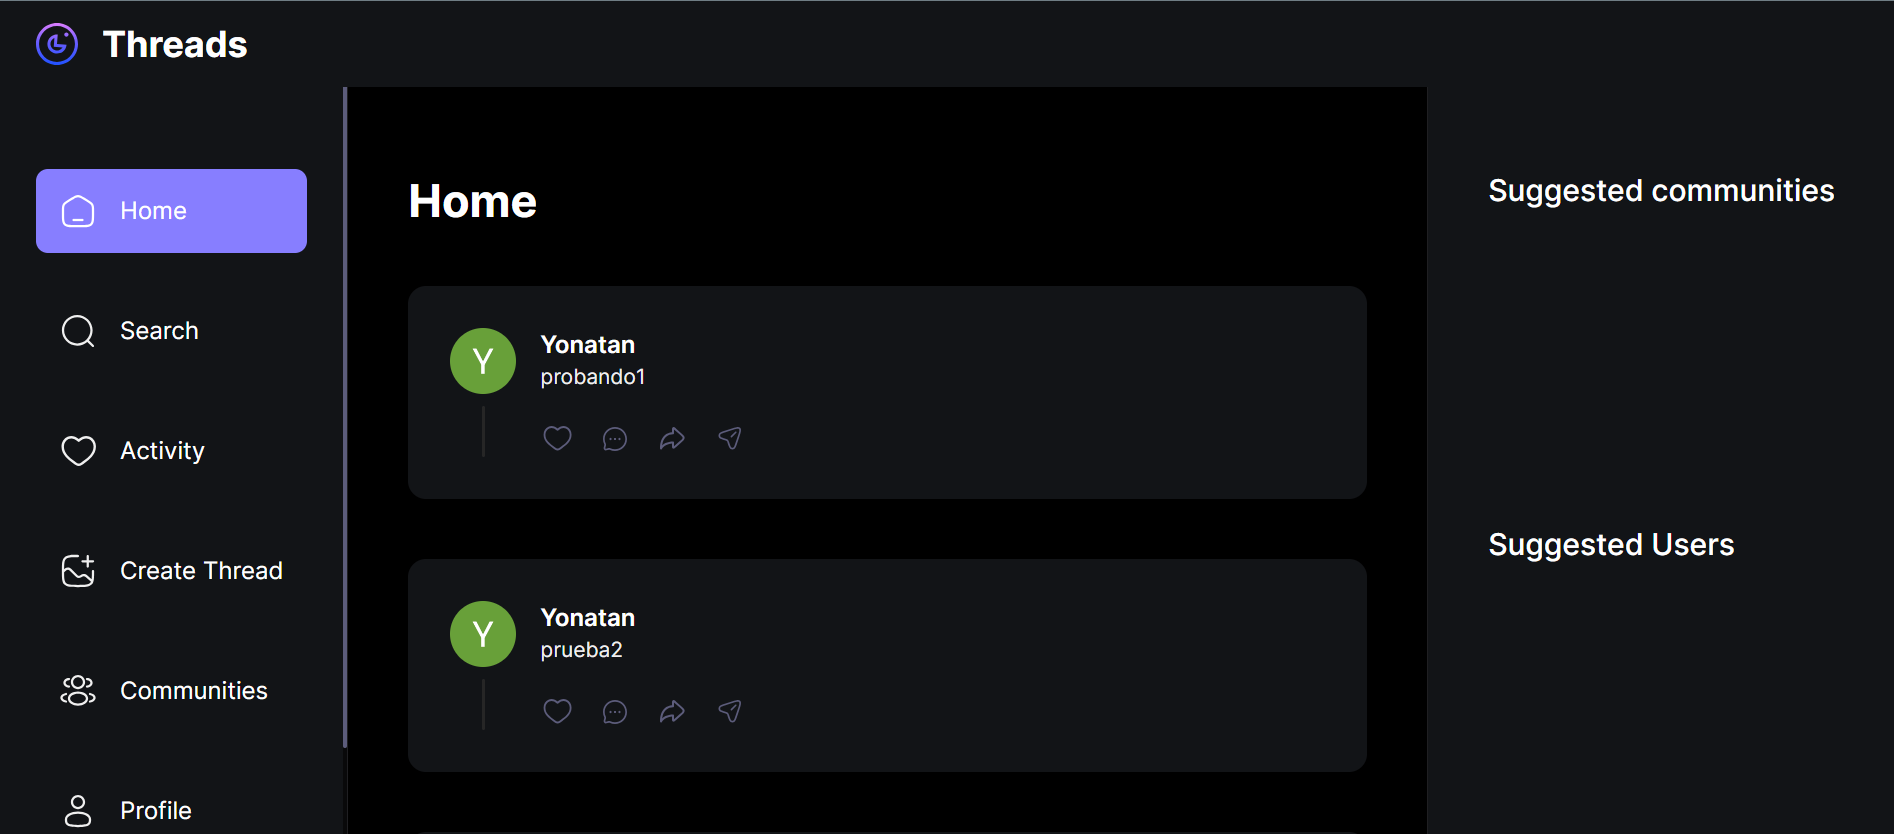 Threads
Home
Search
Activity
Create Thread
Communities
Profile
Home
Y
Yonatan
probando1
Y
Yonatan
prueba2
Suggested communities
Suggested Users